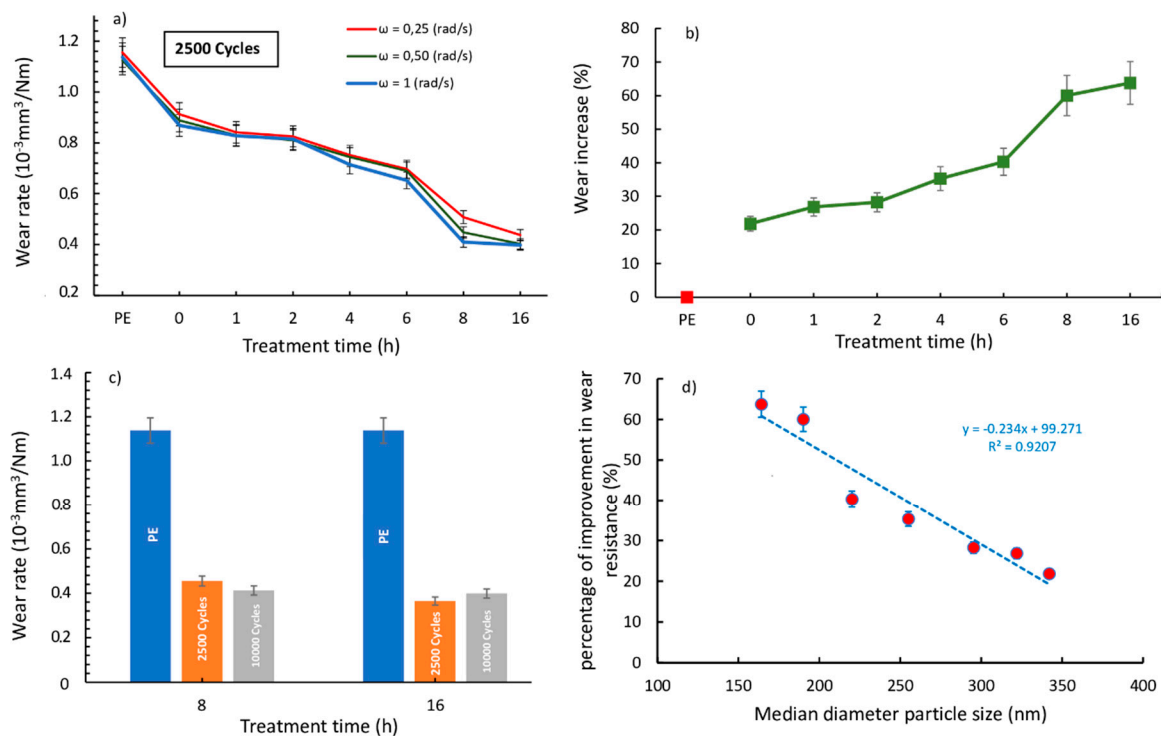 a)
2500 Cycles
ω = 0,25 (rad/s)
ω = 0,50 (rad/s)
ω = 1 (rad/s)
Wear rate (10⁻³mm³/Nm)
1.2
1.0
0.8
0.6
0.4
0.2
PE 0 1 2 4 6 8 16
Treatment time (h)
b)
Wear increase (%)
80
70
60
50
40
30
20
10
0
PE 0 1 2 4 6 8 16
Treatment time (h)
c)
Wear rate (10⁻³mm³/Nm)
1.4
1.2
1.0
0.8
0.6
0.4
0.2
0
PE
2500 Cycles
10000 Cycles
PE
2500 Cycles
10000 Cycles
8 16
Treatment time (h)
d)
percentage of improvement in wear
resistance (%)
70
60
50
40
30
20
10
0
y = -0.234x + 99.271
R² = 0.9207
100 150 200 250 300 350 400
Median diameter particle size (nm)